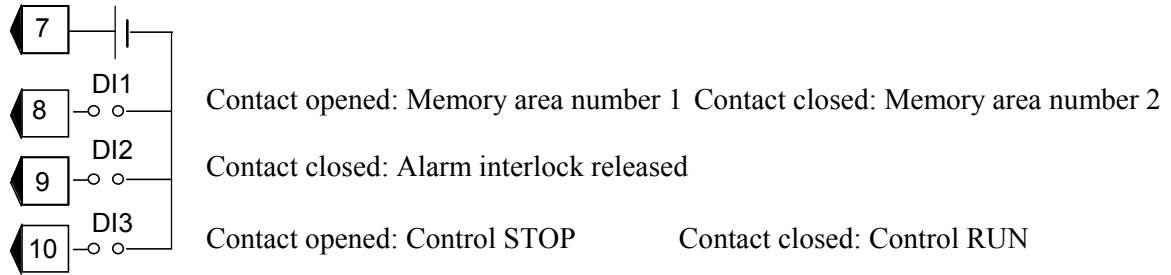 7
DI1
8 Contact opened: Memory area number 1 Contact closed: Memory area number 2
DI2
9 Contact closed: Alarm interlock released
DI3
10 Contact opened: Control STOP Contact closed: Control RUN